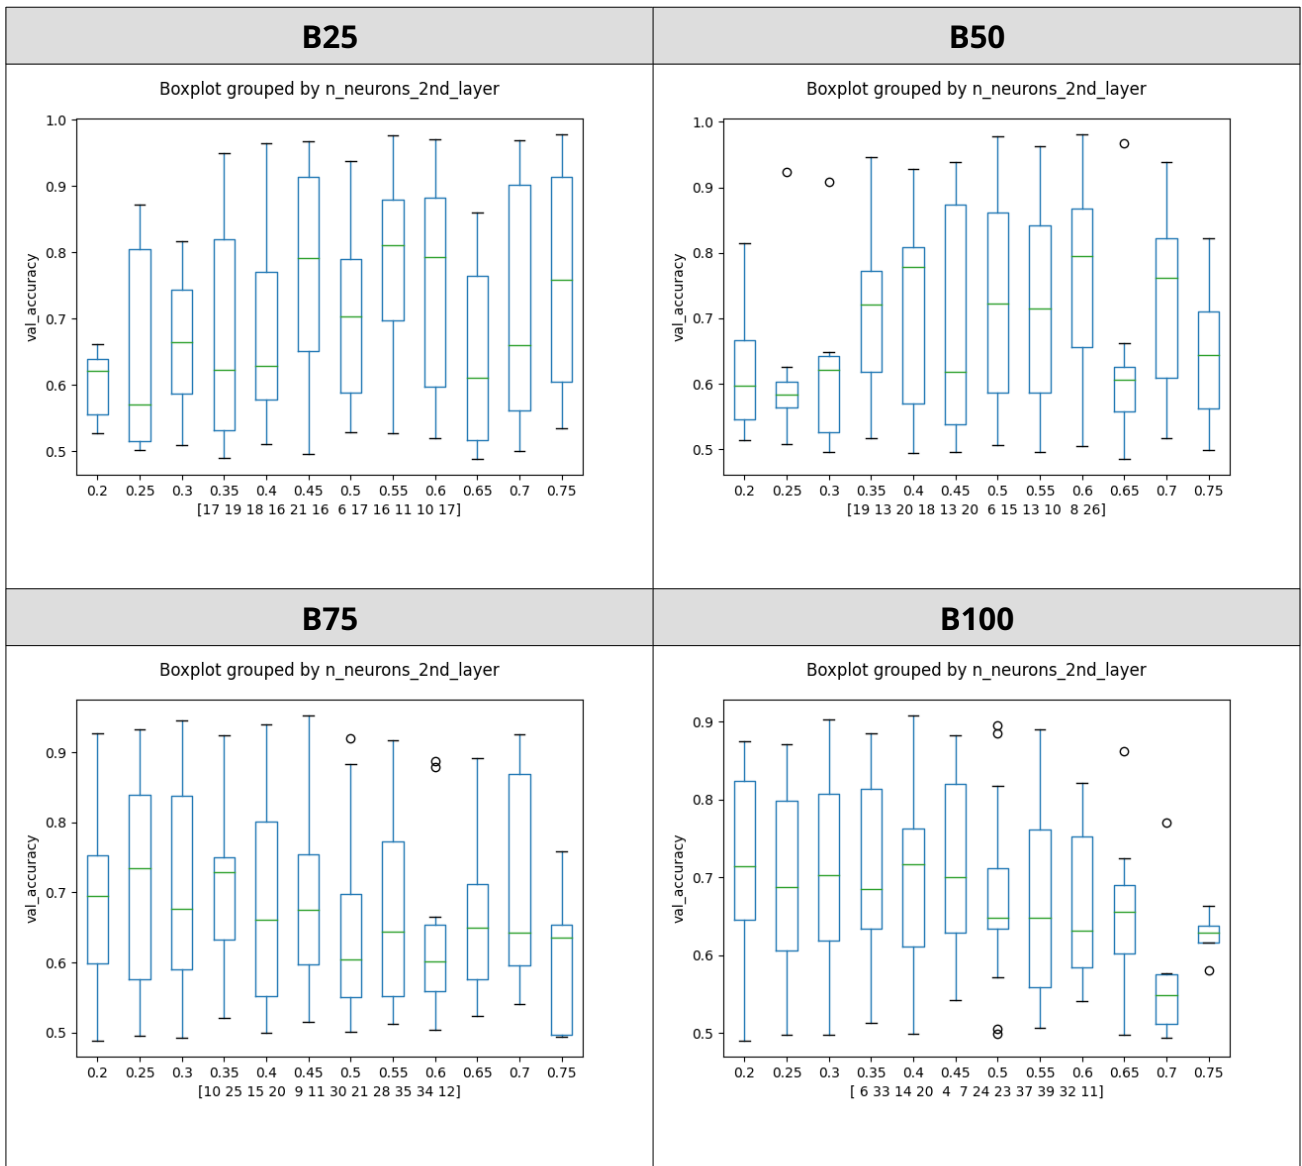 B25
B50
Boxplot grouped by n_neurons_2nd_layer
1.0
0.9
0.8
0.7
0.6
0.5
val_accuracy
0.2 0.25 0.3 0.35 0.4 0.45 0.5 0.55 0.6 0.65 0.7 0.75
[17 19 18 16 21 16  6 17 16 11 10 17]
Boxplot grouped by n_neurons_2nd_layer
1.0
0.9
0.8
0.7
0.6
0.5
val_accuracy
0.2 0.25 0.3 0.35 0.4 0.45 0.5 0.55 0.6 0.65 0.7 0.75
[19 13 20 18 13 20  6 15 13 10  8 26]
B75
B100
Boxplot grouped by n_neurons_2nd_layer
0.9
0.8
0.7
0.6
0.5
val_accuracy
0.2 0.25 0.3 0.35 0.4 0.45 0.5 0.55 0.6 0.65 0.7 0.75
[10 25 15 20  9 11 30 21 28 35 34 12]
Boxplot grouped by n_neurons_2nd_layer
0.9
0.8
0.7
0.6
0.5
val_accuracy
0.2 0.25 0.3 0.35 0.4 0.45 0.5 0.55 0.6 0.65 0.7 0.75
[ 6 33 14 20  4  7 24 23 37 39 32 11]